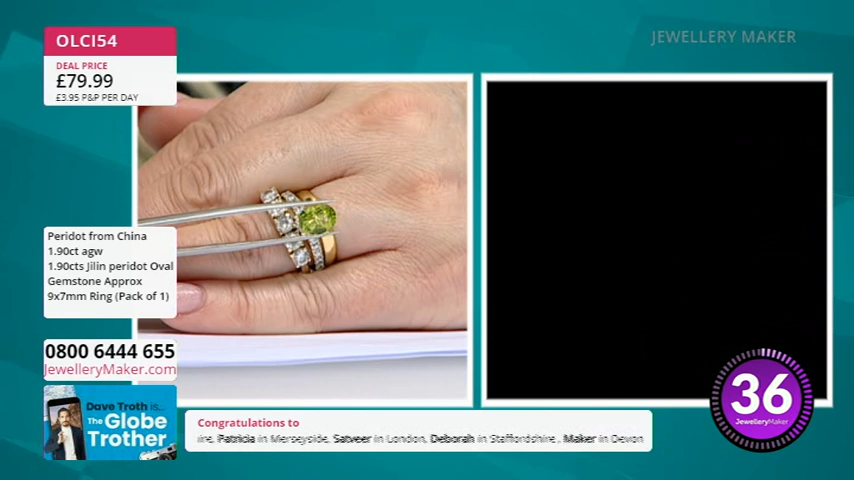 OLCI54
JEWELLERY MAKER
DEAL PRICE
£79.99
£3.95 P&P PER DAY
Peridot from China
1.90ct agw
1.90cts Jilin peridot Oval
Gemstone Approx
9x7mm Ring (Pack of 1)
0800 6444 655
JewelleryMaker.com
Dave Troth is...
The Globe
Trother
Congratulations to
Patricia in Merseyside, Satveer in London, Deborah in Staffordshire, Maker in Devon
36
JewelleryMaker